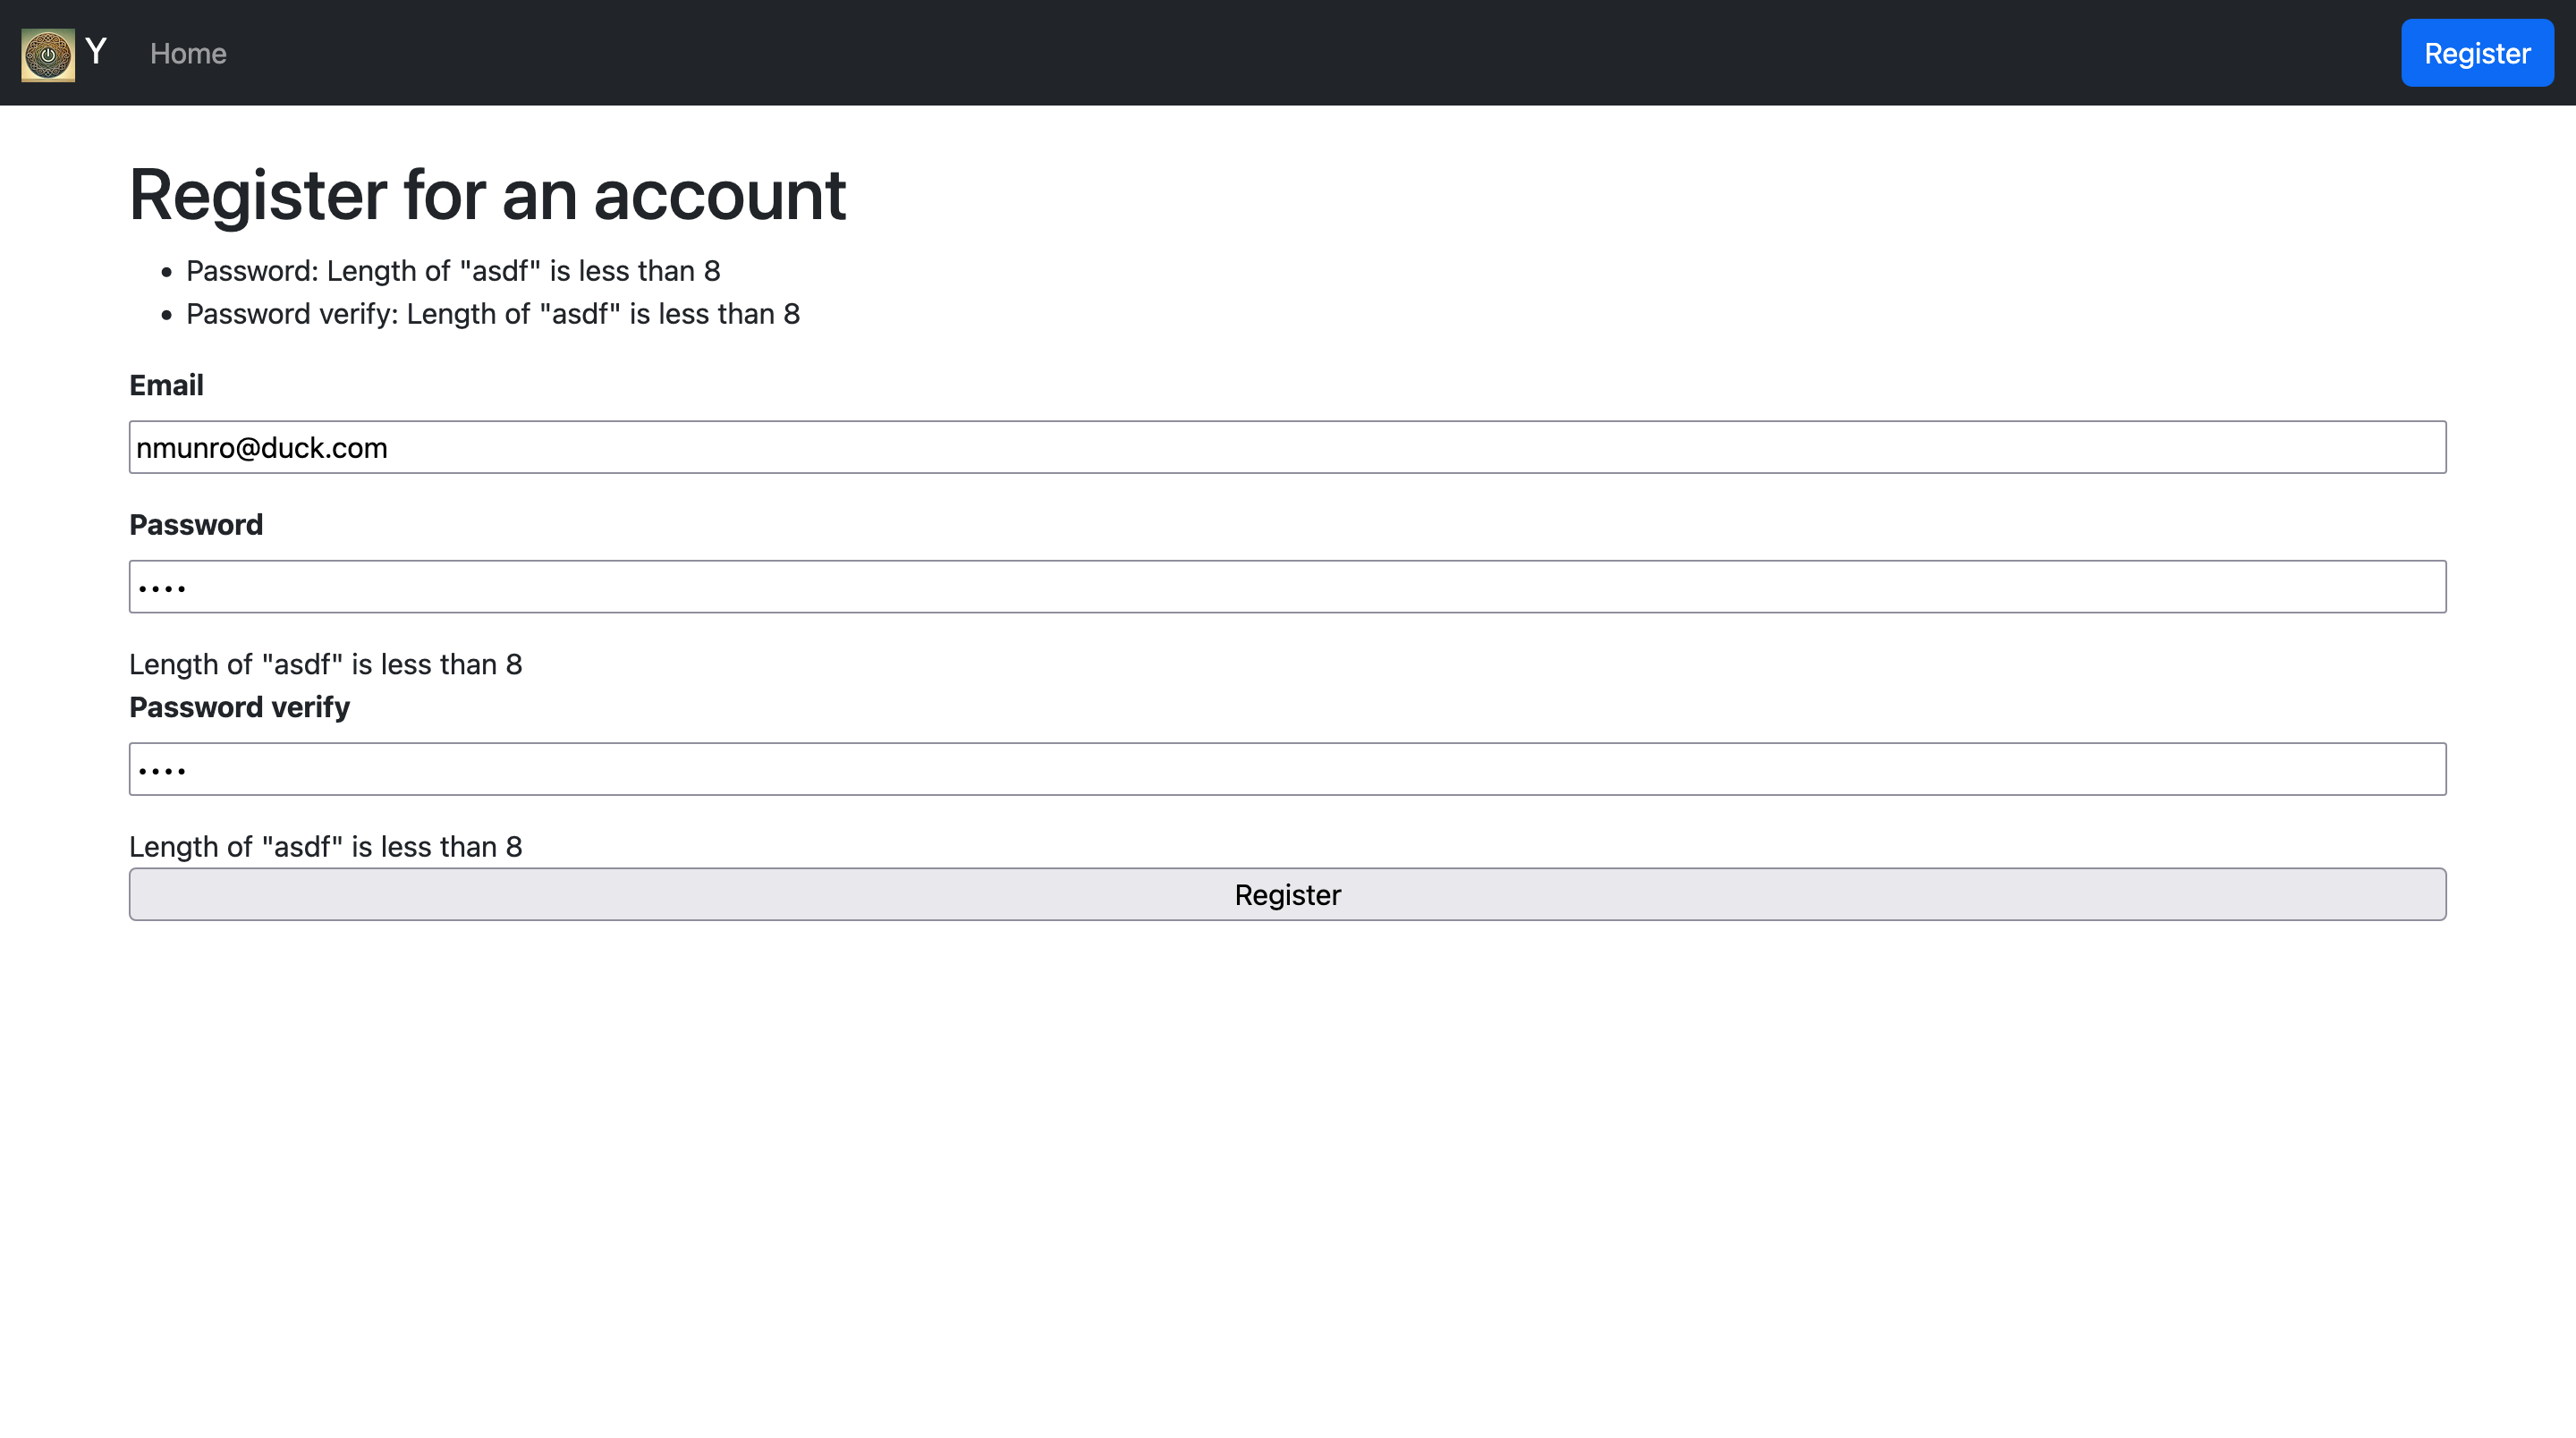 Y Home Register
Register for an account
• Password: Length of "asdf" is less than 8
• Password verify: Length of "asdf" is less than 8
Email
nmunro@duck.com
Password
••••
Length of "asdf" is less than 8
Password verify
••••
Length of "asdf" is less than 8
Register